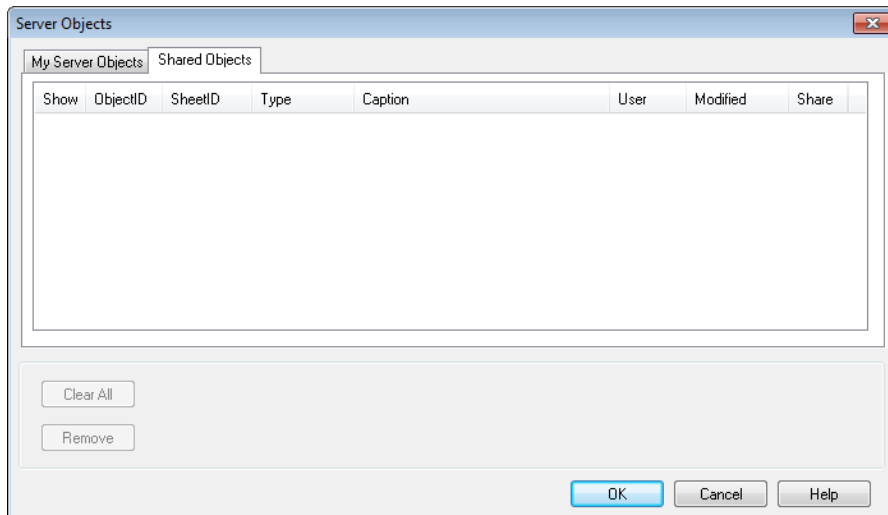 Server Objects
My Server Objects Shared Objects
Show ObjectID SheetID Type Caption User Modified Share
Clear All
Remove
OK Cancel Help